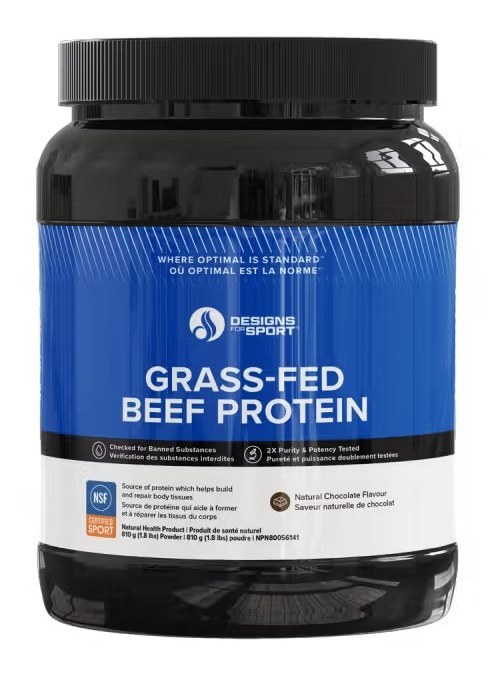 WHERE OPTIMAL IS STANDARD™
OÙ OPTIMAL EST LA NORME™
DESIGNS
FOR SPORT
GRASS-FED
BEEF PROTEIN
Checked for Banned Substances
Vérification des substances interdites
2X Purity & Potency Tested
Pureté et puissance doublement testées
NSF
CERTIFIED
SPORT
Source of protein which helps build
and repair body tissues
Source de protéine qui aide à former
et à réparer les tissus du corps
Natural Chocolate Flavour
Saveur naturelle de chocolat
Natural Health Product | Produit de santé naturel
810 g (1.8 lbs) Powder | 810 g (1.8 lbs) poudre | NPN80056141